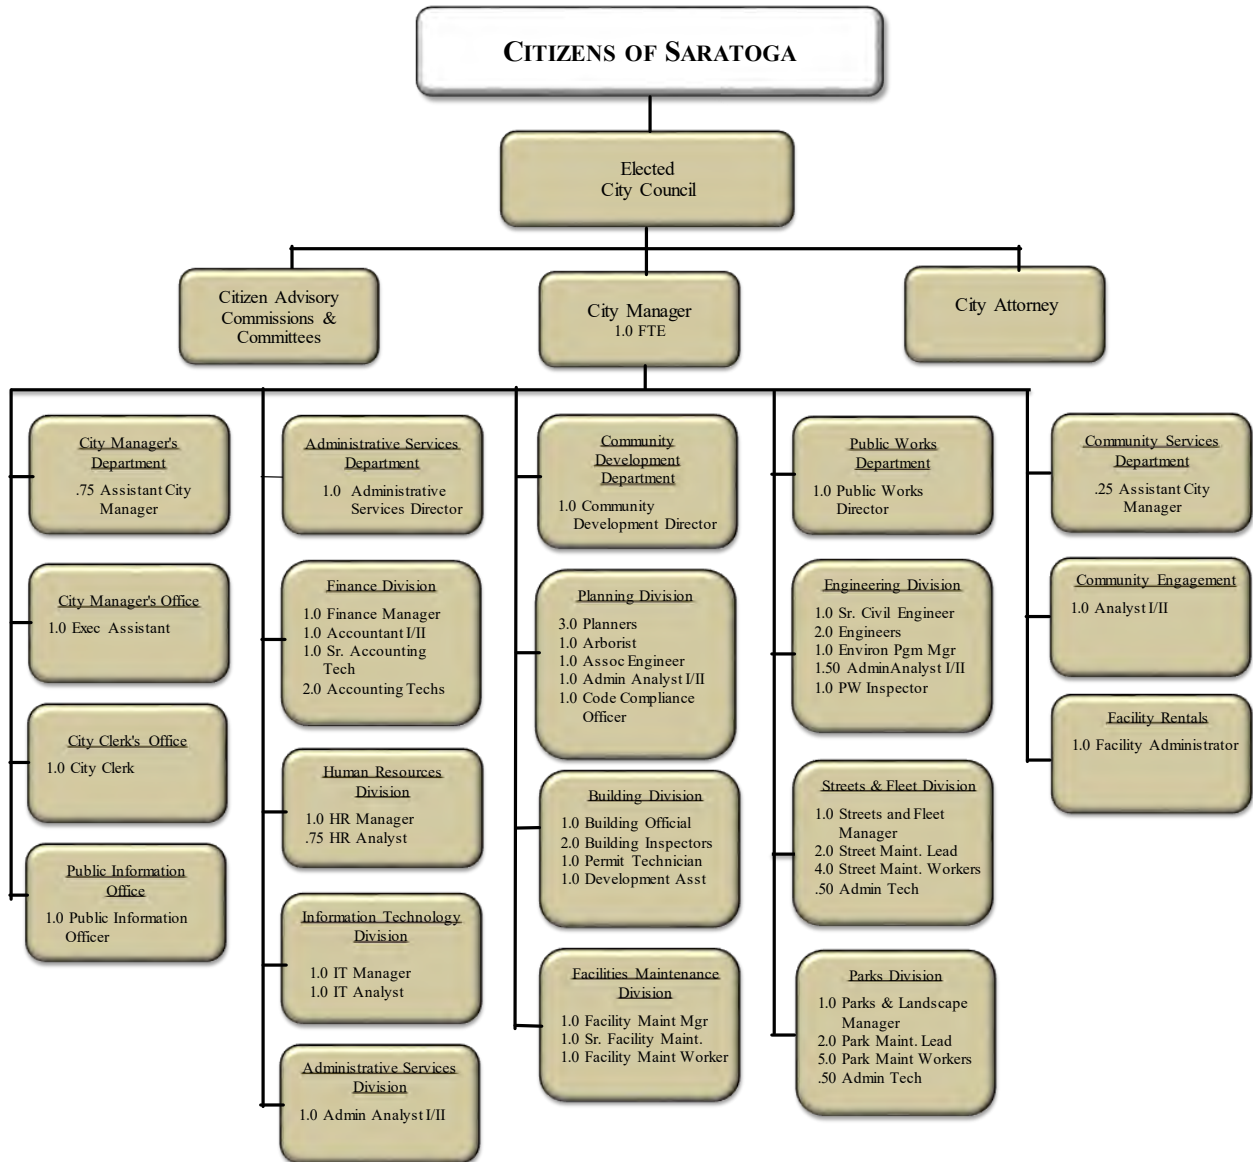 CITIZENS OF SARATOGA
Elected
City Council
Citizen Advisory
Commissions &
Committees
City Manager
1.0 FTE
City Attorney
City Manager's
Department
.75 Assistant City
Manager
City Manager's Office
1.0 Exec Assistant
City Clerk's Office
1.0 City Clerk
Public Information
Office
1.0 Public Information
Officer
Administrative Services
Department
1.0 Administrative
Services Director
Finance Division
1.0 Finance Manager
1.0 Accountant I/II
1.0 Sr. Accounting
Tech
2.0 Accounting Techs
Human Resources
Division
1.0 HR Manager
.75 HR Analyst
Information Technology
Division
1.0 IT Manager
1.0 IT Analyst
Administrative Services
Division
1.0 Admin Analyst I/II
Community
Development
Department
1.0 Community
Development Director
Planning Division
3.0 Planners
1.0 Arborist
1.0 Assoc Engineer
1.0 Admin Analyst I/II
1.0 Code Compliance
Officer
Building Division
1.0 Building Official
2.0 Building Inspectors
1.0 Permit Technician
1.0 Development Asst
Facilities Maintenance
Division
1.0 Facility Maint Mgr
1.0 Sr. Facility Maint.
1.0 Facility Maint Worker
Public Works
Department
1.0 Public Works
Director
Engineering Division
1.0 Sr. Civil Engineer
2.0 Engineers
1.0 Environ Pgm Mgr
1.50 Admin Analyst I/II
1.0 PW Inspector
Streets & Fleet Division
1.0 Streets and Fleet
Manager
2.0 Street Maint. Lead
4.0 Street Maint. Workers
.50 Admin Tech
Parks Division
1.0 Parks & Landscape
Manager
2.0 Park Maint. Lead
5.0 Park Maint Workers
.50 Admin Tech
Community Services
Department
.25 Assistant City
Manager
Community Engagement
1.0 Analyst I/II
Facility Rentals
1.0 Facility Administrator